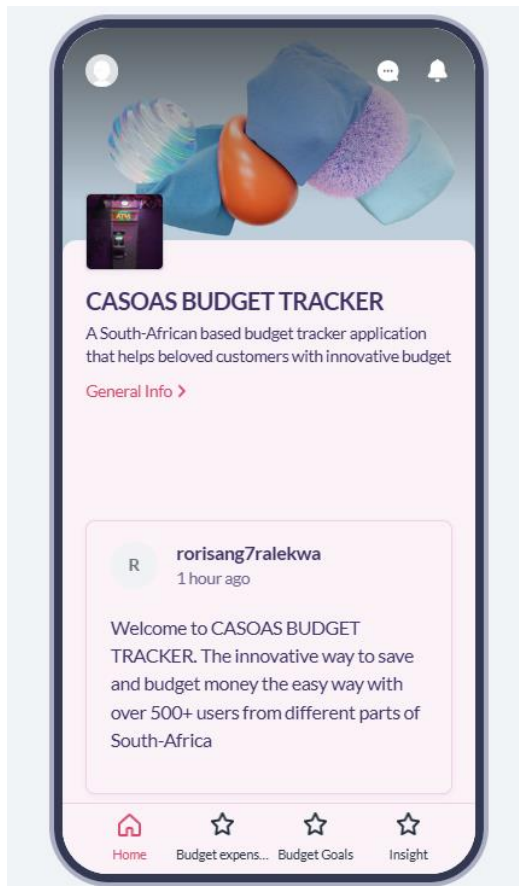 ATM
CASOAS BUDGET TRACKER
A South-African based budget tracker application
that helps beloved customers with innovative budget
General Info >
R
rorisang7ralekwa
1 hour ago
Welcome to CASOAS BUDGET
TRACKER. The innovative way to save
and budget money the easy way with
over 500+ users from different parts of
South-Africa
Home
Budget expens...
Budget Goals
Insight